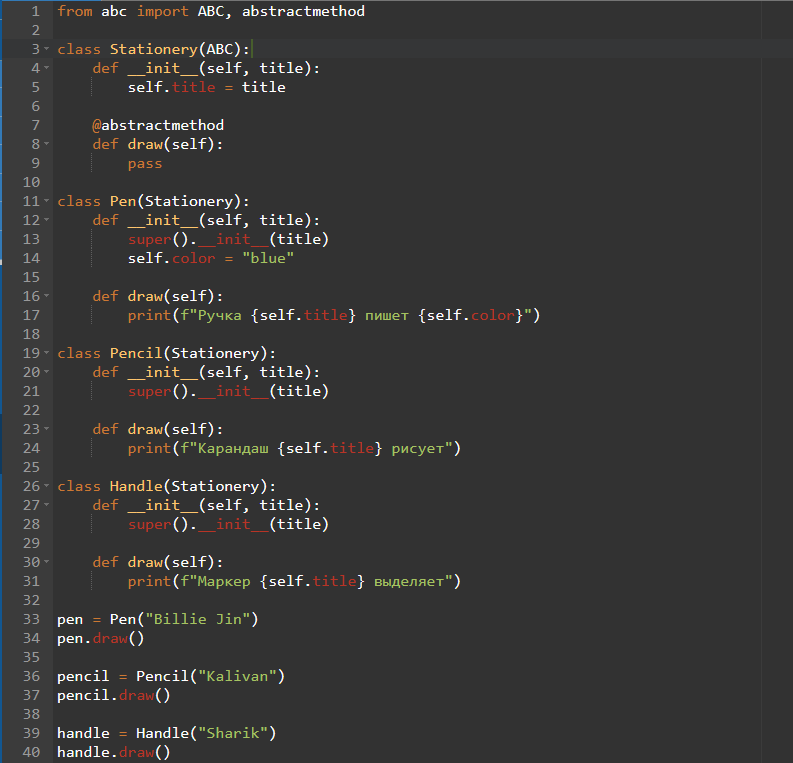 1 from abc import ABC, abstractmethod
2
3 class Stationery(ABC):
4     def __init__(self, title):
5         self.title = title
6
7     @abstractmethod
8     def draw(self):
9         pass
10
11 class Pen(Stationery):
12     def __init__(self, title):
13         super().__init__(title)
14         self.color = "blue"
15
16     def draw(self):
17         print(f"Ручка {self.title} пишет {self.color}")
18
19 class Pencil(Stationery):
20     def __init__(self, title):
21         super().__init__(title)
22
23     def draw(self):
24         print(f"Карандаш {self.title} рисует")
25
26 class Handle(Stationery):
27     def __init__(self, title):
28         super().__init__(title)
29
30     def draw(self):
31         print(f"Маркер {self.title} выделяет")
32
33 pen = Pen("Billie Jin")
34 pen.draw()
35
36 pencil = Pencil("Kalivan")
37 pencil.draw()
38
39 handle = Handle("Sharik")
40 handle.draw()